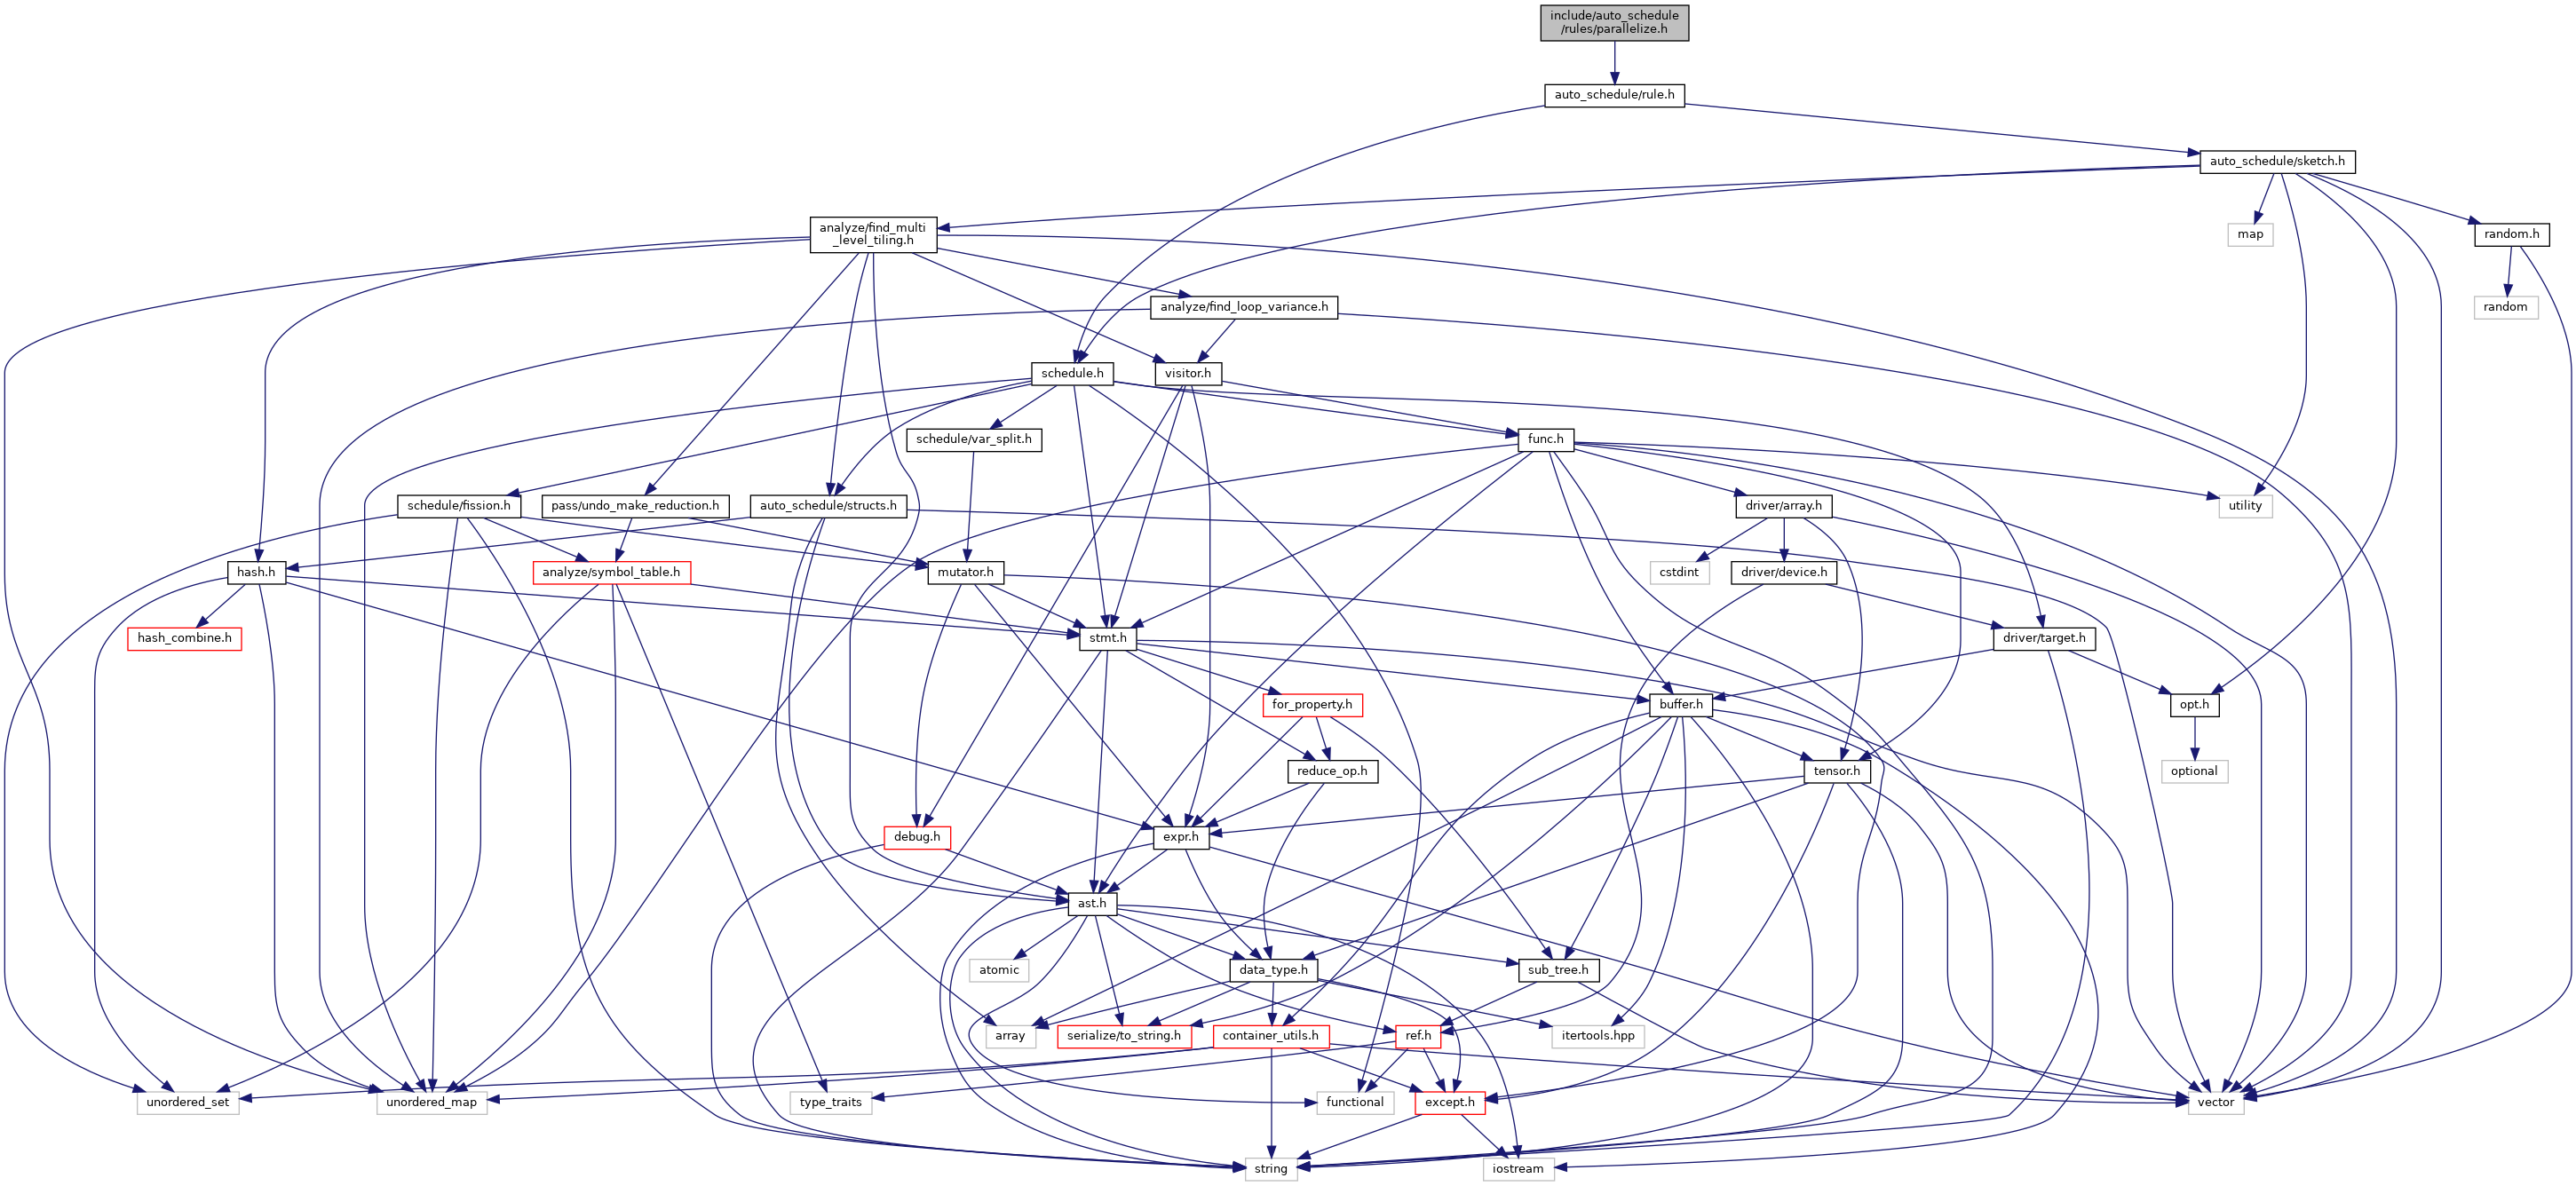 include/auto_schedule
/rules/parallelize.h
auto_schedule/rule.h
auto_schedule/sketch.h
analyze/find_multi
_level_tiling.h
map
random.h
analyze/find_loop_variance.h
random
schedule.h
visitor.h
schedule/var_split.h
func.h
schedule/fission.h
pass/undo_make_reduction.h
auto_schedule/structs.h
driver/array.h
utility
hash.h
analyze/symbol_table.h
mutator.h
cstdint
driver/device.h
hash_combine.h
stmt.h
driver/target.h
for_property.h
buffer.h
opt.h
reduce_op.h
tensor.h
optional
debug.h
expr.h
ast.h
atomic
data_type.h
sub_tree.h
array
serialize/to_string.h
container_utils.h
ref.h
itertools.hpp
unordered_set
unordered_map
type_traits
functional
except.h
vector
string
iostream